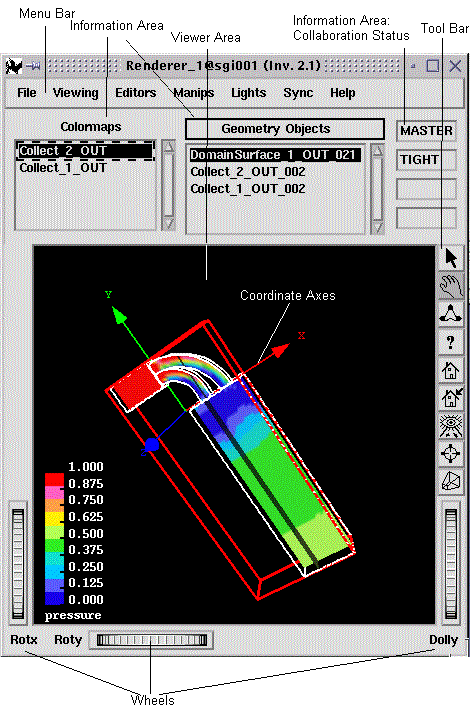 Menu Bar
Information Area
Viewer Area
Information Area:
Collaboration Status
Tool Bar
Renderer_1@sgi001 (Inv. 2.1)
File Viewing Editors Manips Lights Sync Help
Colormaps
Geometry Objects
MASTER
Collect_2_OUT
DomainSurface_1_OUT_021
TIGHT
Collect_1_OUT
Collect_2_OUT_002
Collect_1_OUT_002
?
Coordinate Axes
Y
X
1.000
0.875
0.750
0.625
0.500
0.375
0.250
0.125
0.000
pressure
Rotx Roty Dolly
Wheels